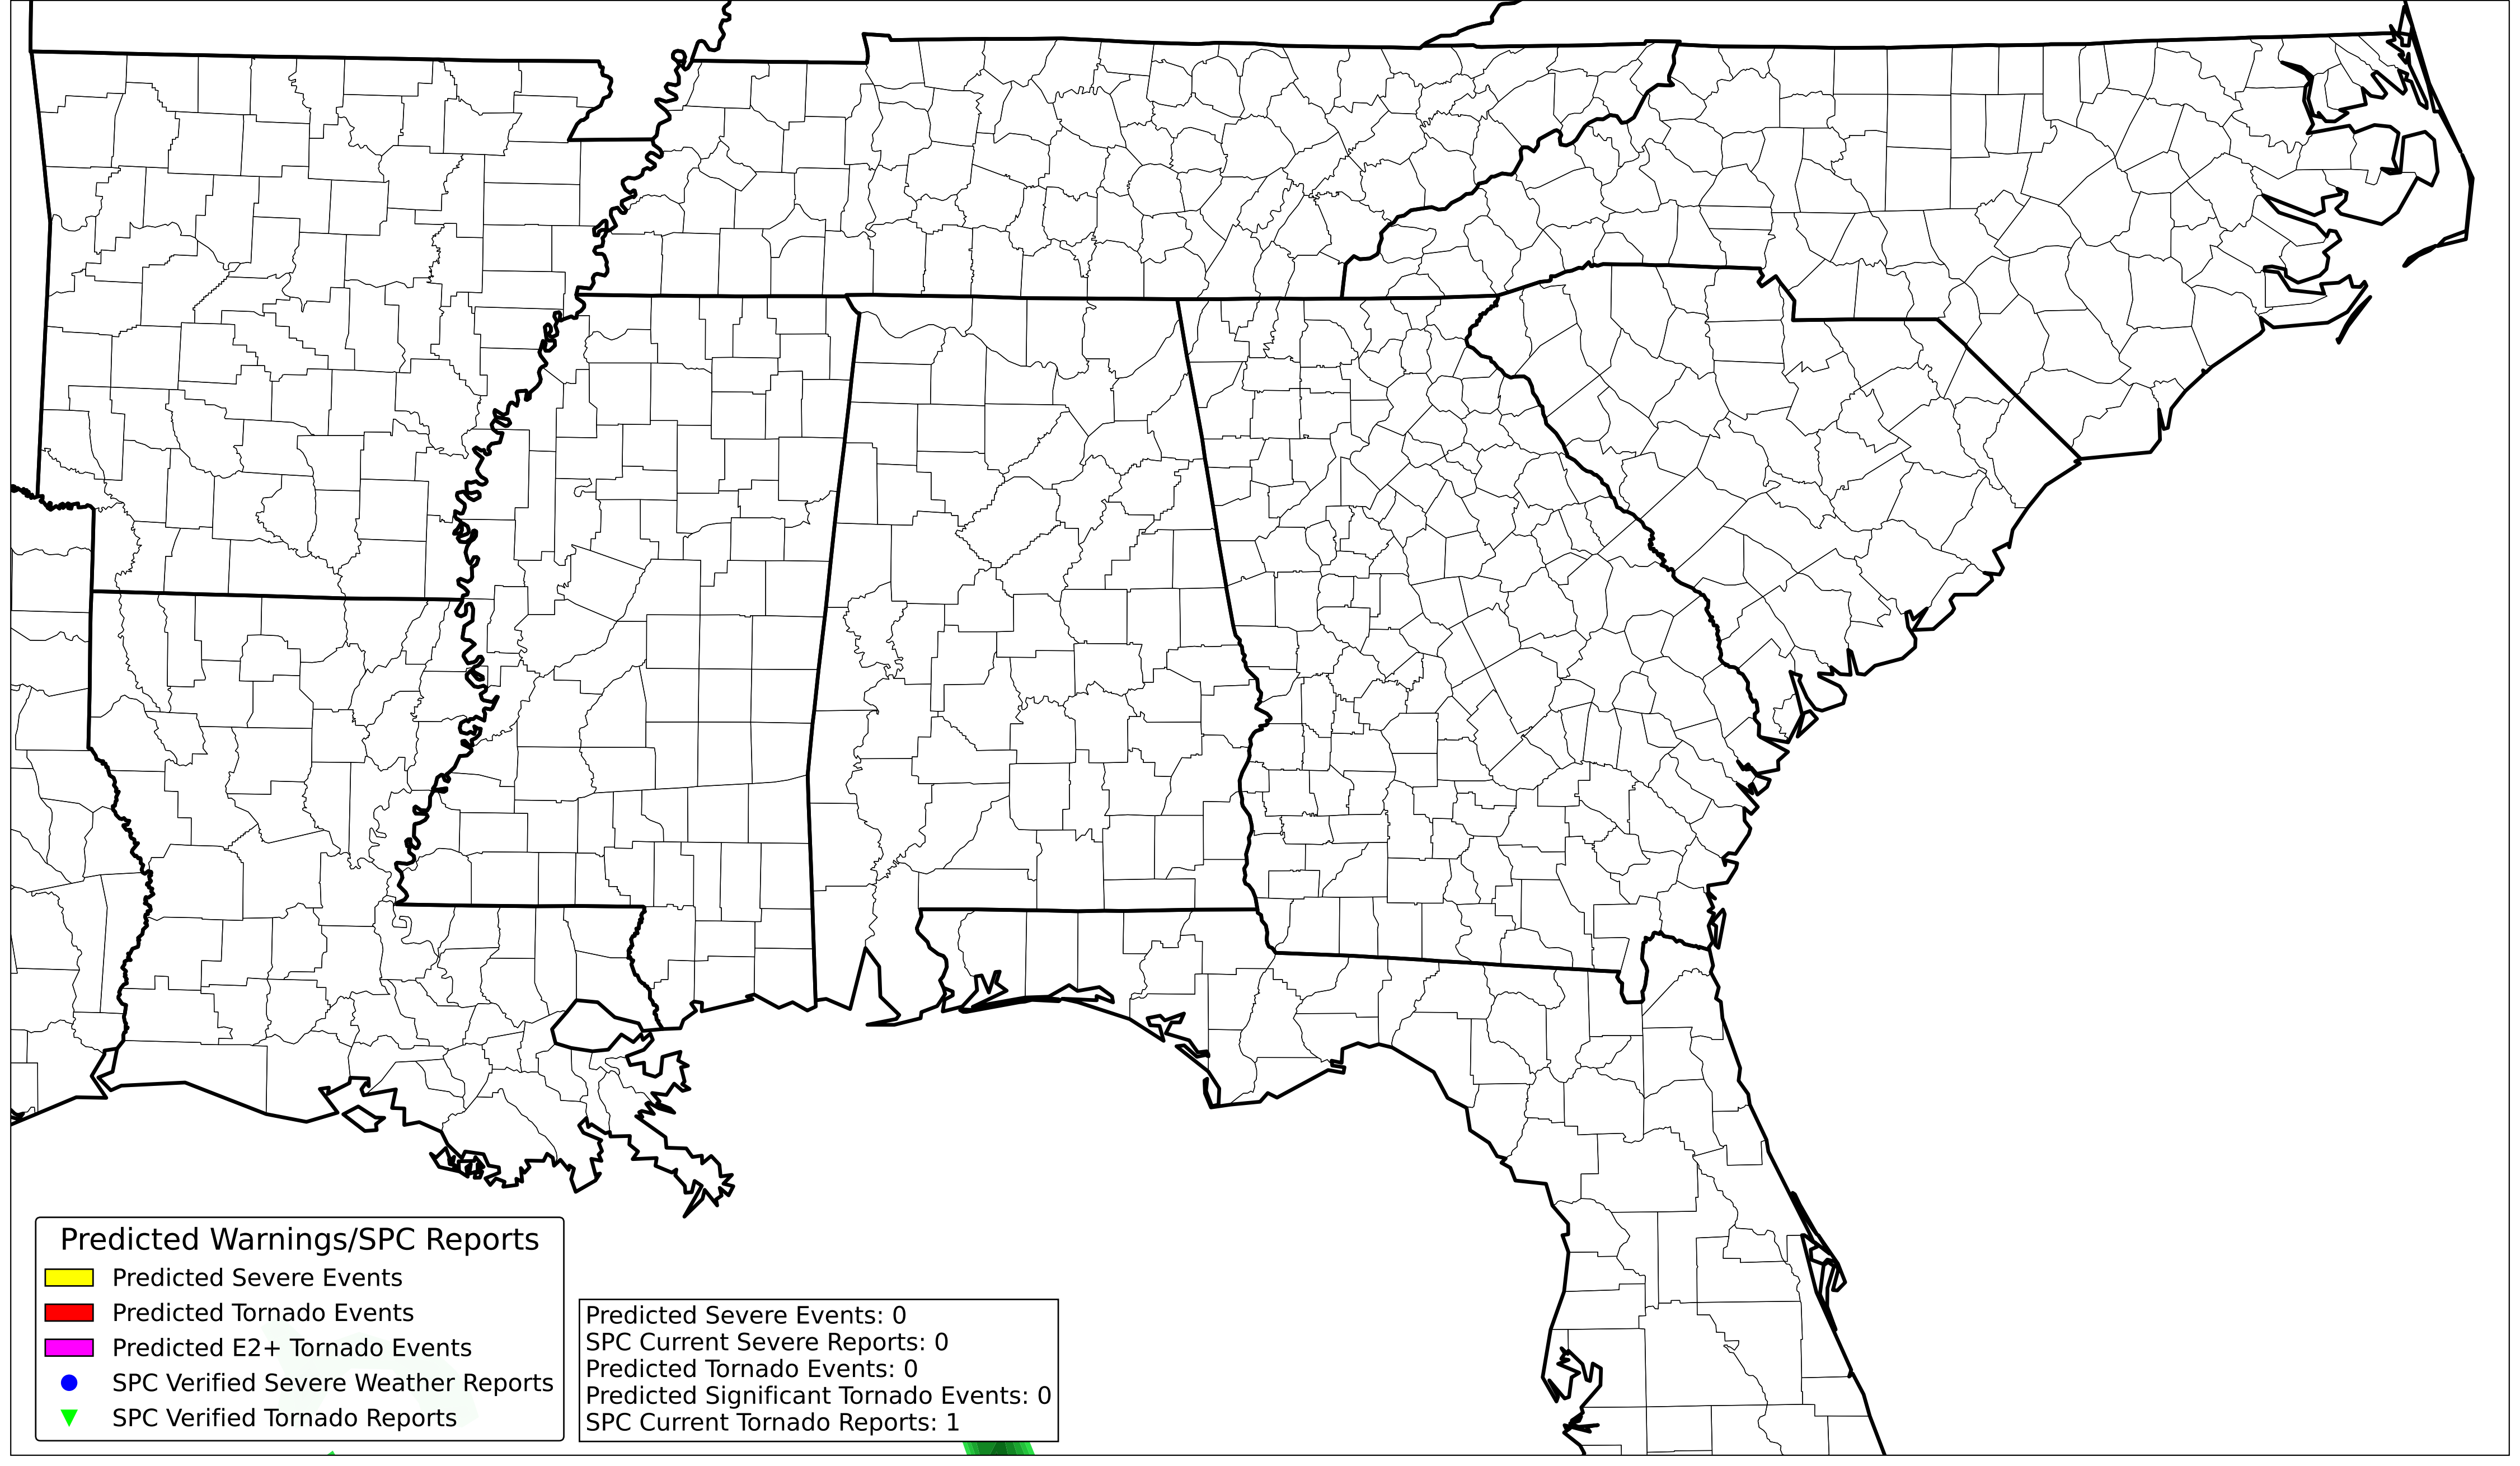 Predicted Warnings/SPC Reports
Predicted Severe Events
Predicted Tornado Events
Predicted E2+ Tornado Events
SPC Verified Severe Weather Reports
SPC Verified Tornado Reports
Predicted Severe Events: 0
SPC Current Severe Reports: 0
Predicted Tornado Events: 0
Predicted Significant Tornado Events: 0
SPC Current Tornado Reports: 1